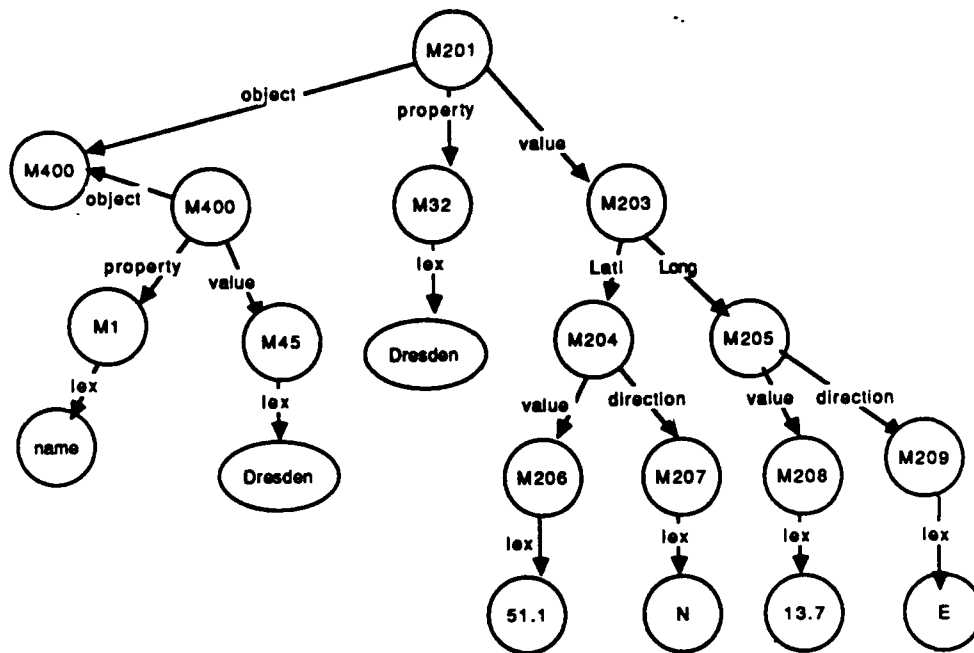 M201
object
property
value
M400
object
M400
M32
M203
property
value
lex
Lati
Long
M1
M45
Dresden
M204
M205
lex
lex
value
direction
value
direction
name
Dresden
M206
M207
M208
M209
lex
lex
lex
lex
51.1
N
13.7
E